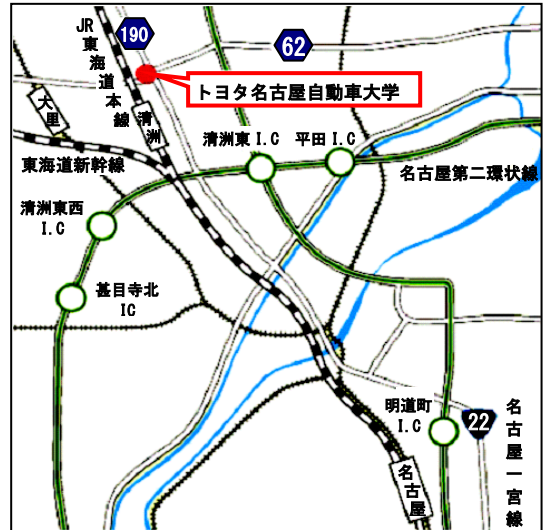 JR東海道本線
190
62
トヨタ名古屋自動車大学
大里
清洲
清洲東 I.C
平田 I.C
東海道新幹線
名古屋第二環状線
清洲東西
I.C
甚目寺北
IC
明道町
I.C
22
名古屋一宮線
名古屋